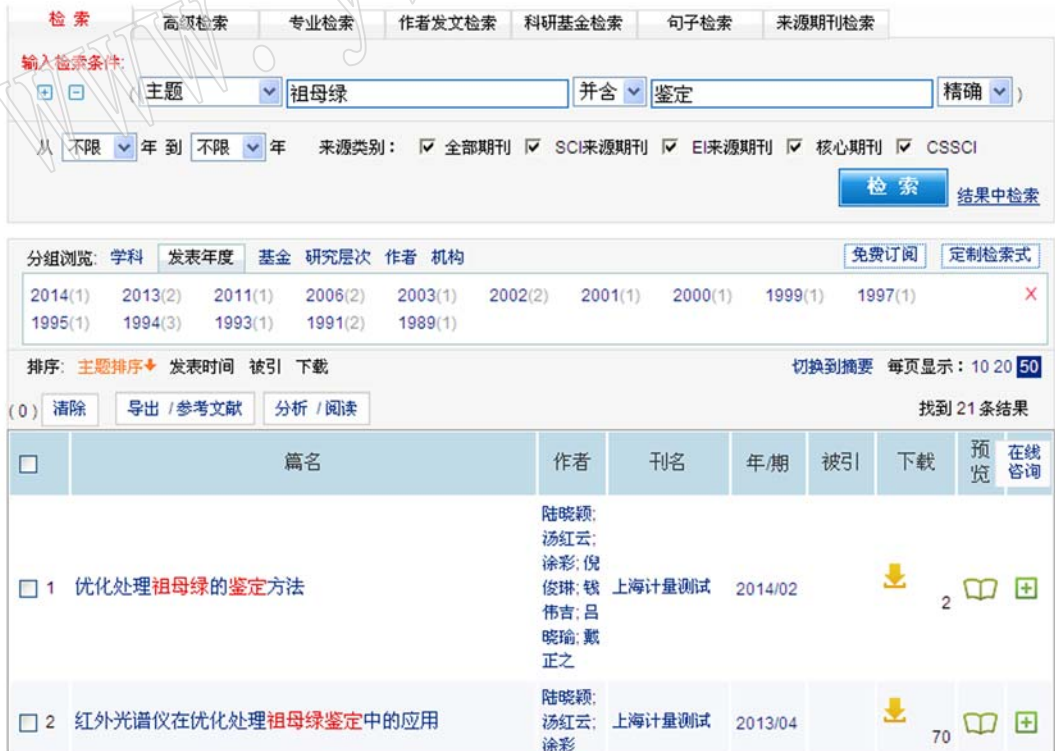 检 索 高级检索 专业检索 作者发文检索 科研基金检索 句子检索 来源期刊检索
输入检索条件:
( 主题 祖母绿 并含 鉴定 精确 )
从 不限 年 到 不限 年 来源类别： 全部期刊 SCI来源期刊 EI来源期刊 核心期刊 CSSCI
检 索 结果中检索
分组浏览: 学科 发表年度 基金 研究层次 作者 机构 免费订阅 定制检索式
2014(1) 2013(2) 2011(1) 2006(2) 2003(1) 2002(2) 2001(1) 2000(1) 1999(1) 1997(1) X
1995(1) 1994(3) 1993(1) 1991(2) 1989(1)
排序: 主题排序 发表时间 被引 下载 切换到摘要 每页显示：10 20 50
(0) 清除 导出 /参考文献 分析 /阅读 找到 21 条结果
篇名 作者 刊名 年/期 被引 下载 预览 在线咨询
陆晓颖;
汤红云;
涂彩; 倪
1 优化处理祖母绿的鉴定方法 俊琳; 钱 上海计量测试 2014/02 2
伟吉; 吕
晓瑜; 戴
正之
陆晓颖;
2 红外光谱仪在优化处理祖母绿鉴定中的应用 汤红云; 上海计量测试 2013/04 70
涂彩
www.y